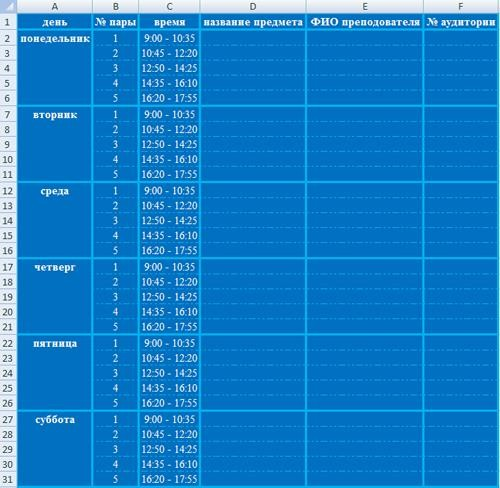 A B C D E F
1 день № пары время название предмета ФИО преподователя № аудитории
2 понедельник 1 9:00 - 10:35
3 2 10:45 - 12:20
4 3 12:50 - 14:25
5 4 14:35 - 16:10
6 5 16:20 - 17:55
7 вторник 1 9:00 - 10:35
8 2 10:45 - 12:20
9 3 12:50 - 14:25
10 4 14:35 - 16:10
11 5 16:20 - 17:55
12 среда 1 9:00 - 10:35
13 2 10:45 - 12:20
14 3 12:50 - 14:25
15 4 14:35 - 16:10
16 5 16:20 - 17:55
17 четверг 1 9:00 - 10:35
18 2 10:45 - 12:20
19 3 12:50 - 14:25
20 4 14:35 - 16:10
21 5 16:20 - 17:55
22 пятница 1 9:00 - 10:35
23 2 10:45 - 12:20
24 3 12:50 - 14:25
25 4 14:35 - 16:10
26 5 16:20 - 17:55
27 суббота 1 9:00 - 10:35
28 2 10:45 - 12:20
29 3 12:50 - 14:25
30 4 14:35 - 16:10
31 5 16:20 - 17:55